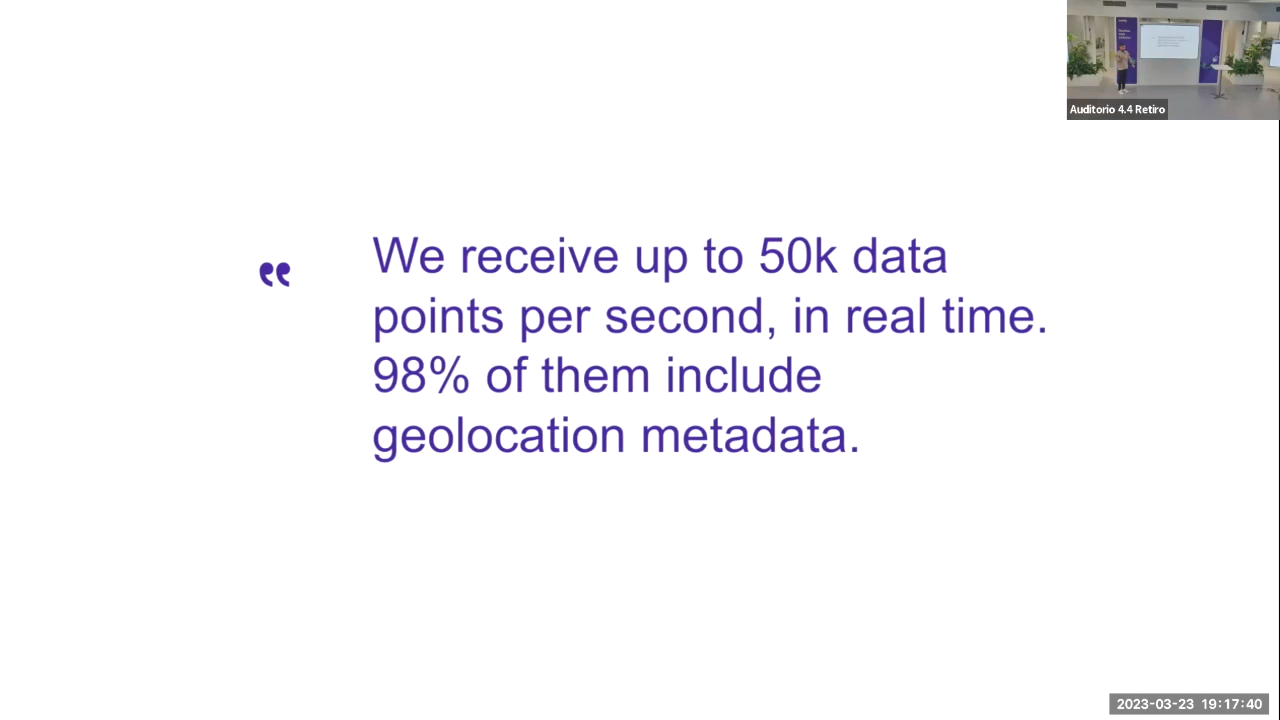 Auditorio 4.4 Retiro
“
We receive up to 50k data
points per second, in real time.
98% of them include
geolocation metadata.
2023-03-23 19:17:40